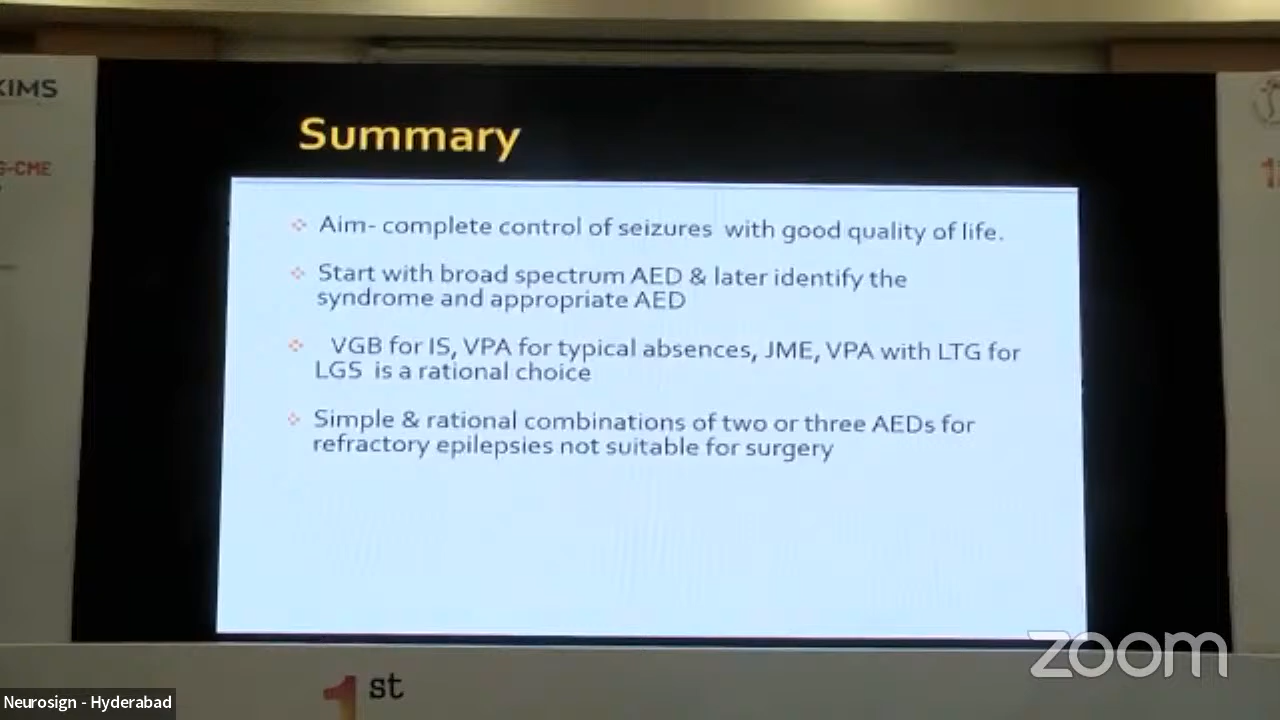 KIMS
G-CME
Summary
Aim- complete control of seizures with good quality of life.
Start with broad spectrum AED & later identify the
syndrome and appropriate AED
VGB for IS, VPA for typical absences, JME, VPA with LTG for
LGS is a rational choice
Simple & rational combinations of two or three AEDs for
refractory epilepsies not suitable for surgery
1st
zoom
Neurosign - Hyderabad